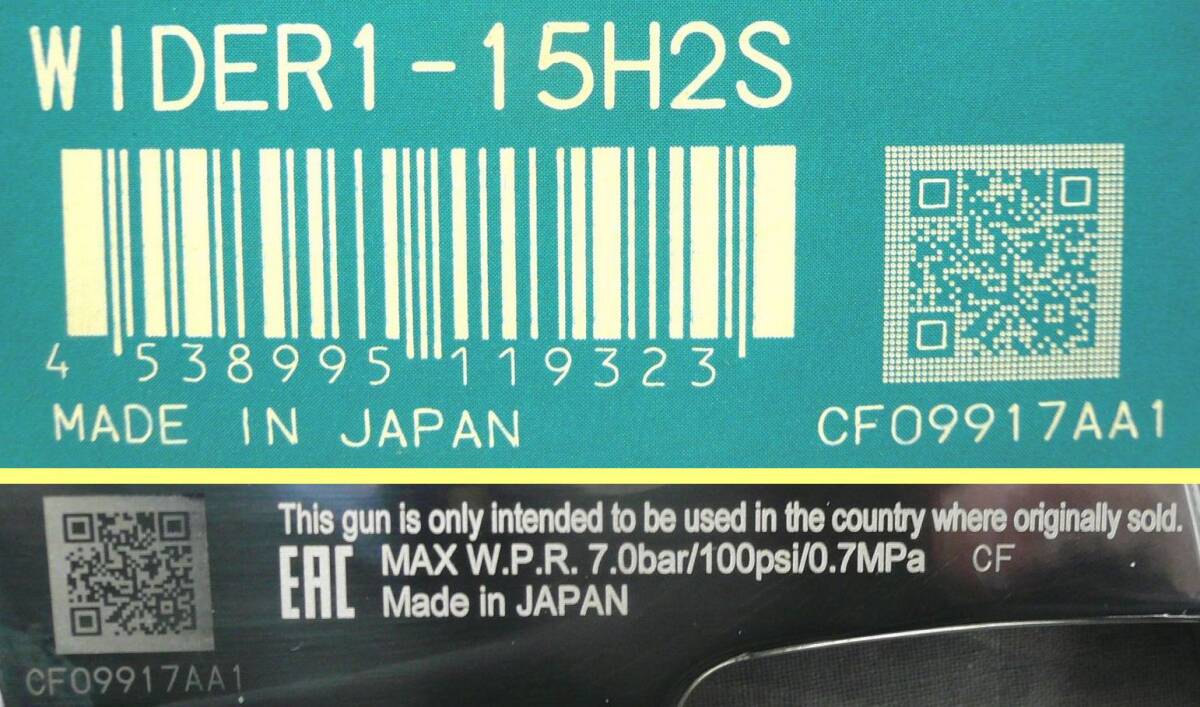 WIDER1-15H2S
4 538995 119323
MADE IN JAPAN
CF09917AA1
This gun is only intended to be used in the country where originally sold.
EAC MAX W.P.R. 7.0bar/100psi/0.7MPa CF
Made in JAPAN
CF09917AA1